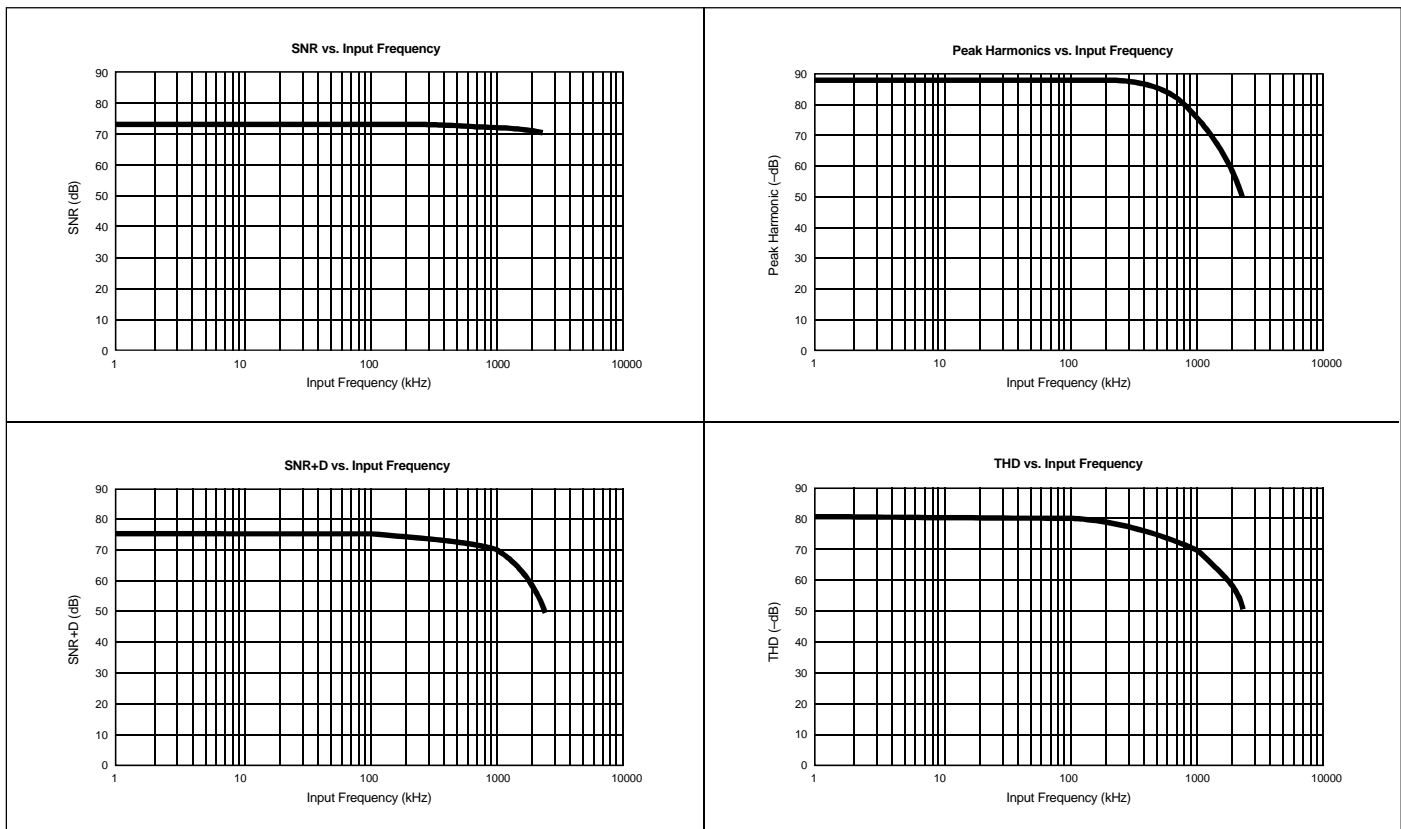 SNR vs. Input Frequency
90
80
70
60
50
40
30
20
10
0
SNR (dB)
1 10 100 1000 10000
Input Frequency (kHz)
Peak Harmonics vs. Input Frequency
90
80
70
60
50
40
30
20
10
0
Peak Harmonic (–dB)
1 10 100 1000 10000
Input Frequency (kHz)
SNR+D vs. Input Frequency
90
80
70
60
50
40
30
20
10
0
SNR+D (dB)
1 10 100 1000 10000
Input Frequency (kHz)
THD vs. Input Frequency
90
80
70
60
50
40
30
20
10
0
THD (–dB)
1 10 100 1000 10000
Input Frequency (kHz)